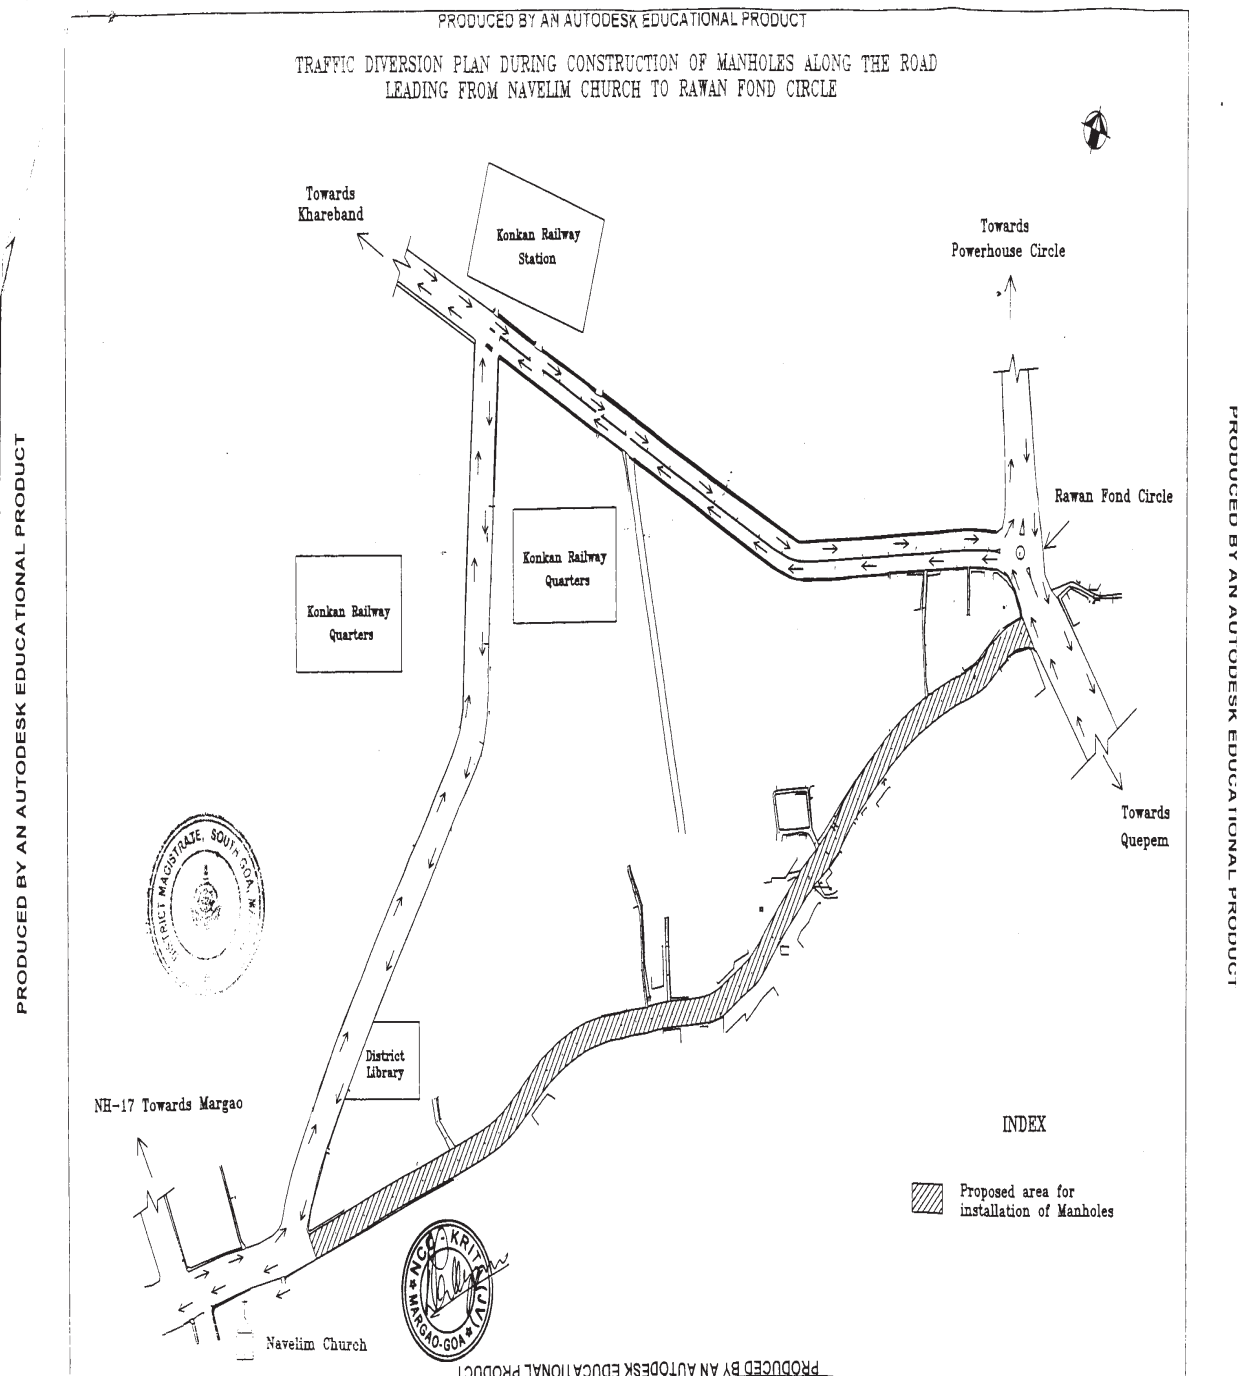 PRODUCED BY AN AUTODESK EDUCATIONAL PRODUCT
TRAFFIC DIVERSION PLAN DURING CONSTRUCTION OF MANHOLES ALONG THE ROAD
LEADING FROM NAVELIM CHURCH TO RAWAN FOND CIRCLE
Towards
Khareband
Konkan Railway
Station
Towards
Powerhouse Circle
Rawan Fond Circle
Konkan Railway
Quarters
Konkan Railway
Quarters
Towards
Quepem
DISTRICT MAGISTRATE, SOUTH GOA,
District
Library
NH-17 Towards Margao
INDEX
Proposed area for
installation of Manholes
NCC - KRITI (JV)
MARGAO-GOA
Navelim Church
PRODUCED BY AN AUTODESK EDUCATIONAL PRODUCT
PRODUCED BY AN AUTODESK EDUCATIONAL PRODUCT
PRODUCED BY AN AUTODESK EDUCATIONAL PRODUCT